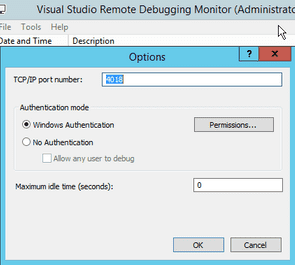 Visual Studio Remote Debugging Monitor (Administrato
File Tools Help
Date and Time Description
Options
?
TCP/IP port number: 4018
Authentication mode
Windows Authentication Permissions...
No Authentication
Allow any user to debug
Maximum idle time (seconds): 0
OK Cancel